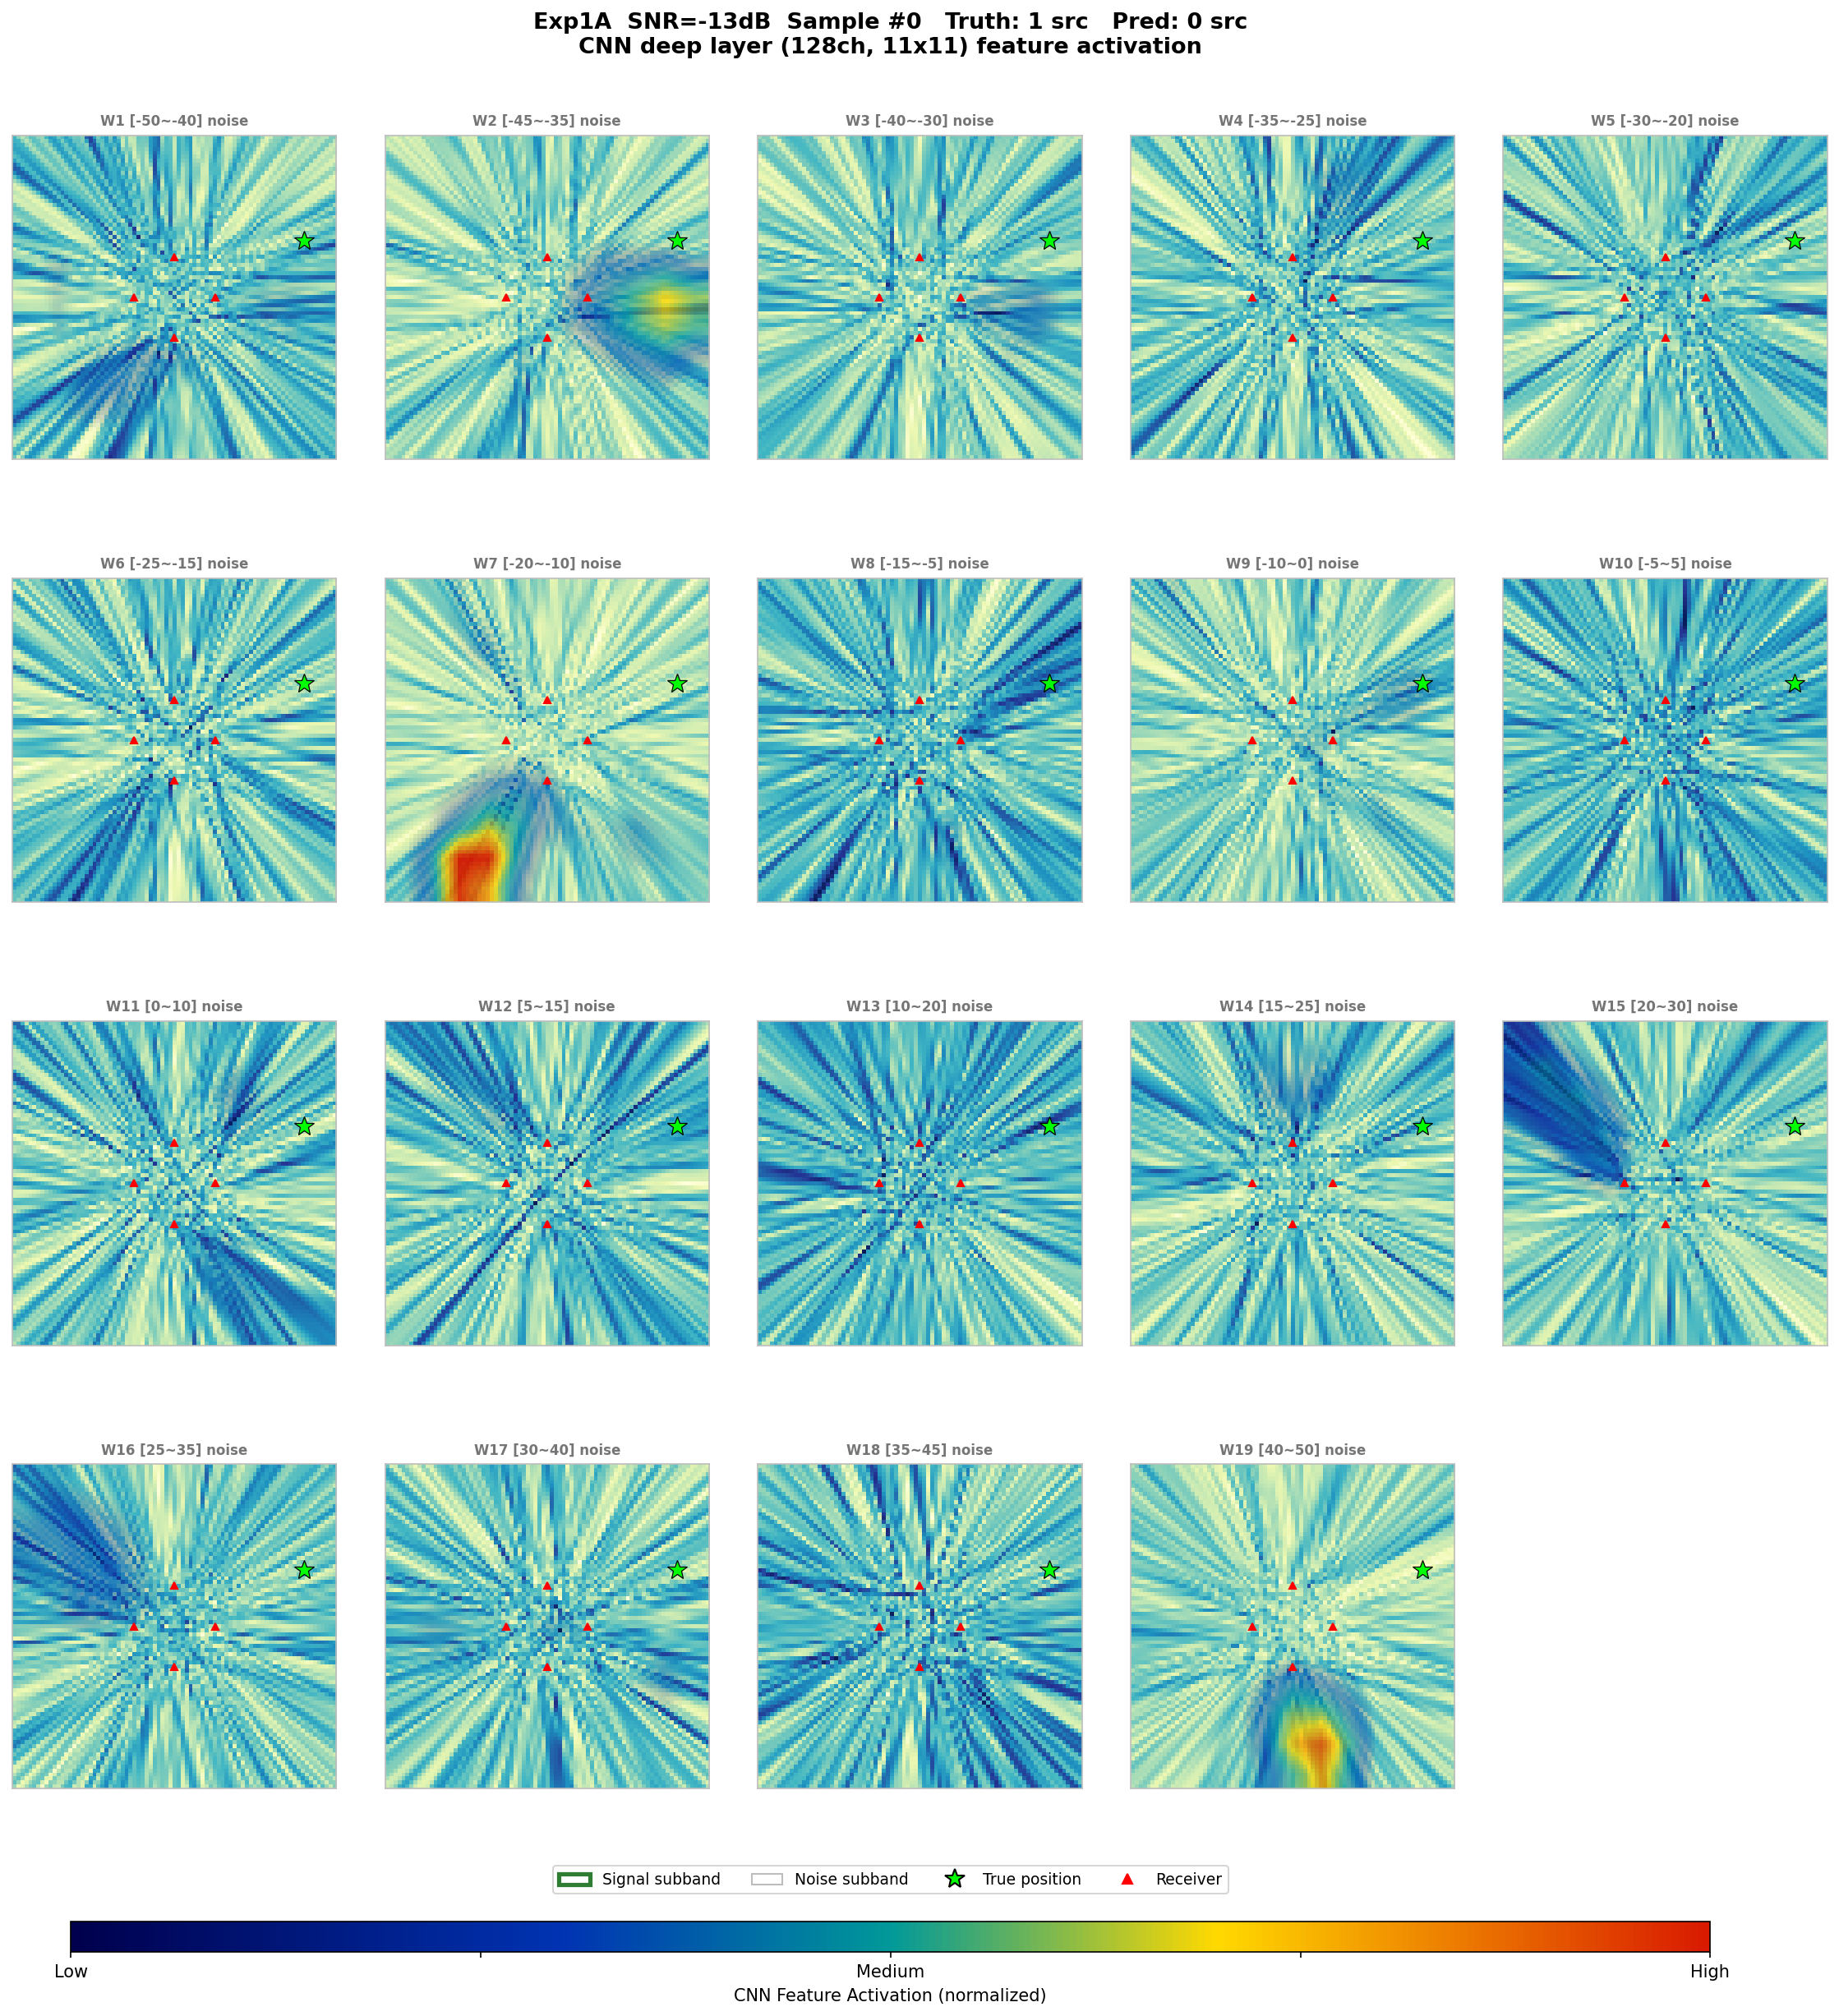 Exp1A  SNR=-13dB  Sample #0   Truth: 1 src   Pred: 0 src
CNN deep layer (128ch, 11x11) feature activation
W1 [-50~-40] noise
W2 [-45~-35] noise
W3 [-40~-30] noise
W4 [-35~-25] noise
W5 [-30~-20] noise
W6 [-25~-15] noise
W7 [-20~-10] noise
W8 [-15~-5] noise
W9 [-10~0] noise
W10 [-5~5] noise
W11 [0~10] noise
W12 [5~15] noise
W13 [10~20] noise
W14 [15~25] noise
W15 [20~30] noise
W16 [25~35] noise
W17 [30~40] noise
W18 [35~45] noise
W19 [40~50] noise
Signal subband
Noise subband
True position
Receiver
Low
Medium
High
CNN Feature Activation (normalized)